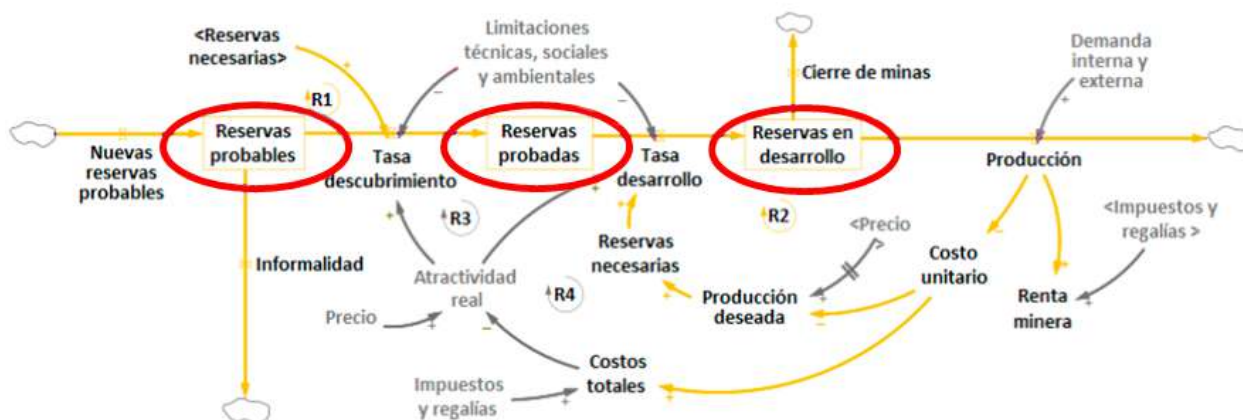 <Reservas
necesarias>
Limitaciones
técnicas, sociales
y ambientales
Cierre de minas
Demanda
interna y
externa
R1
Reservas
probables
Nuevas
reservas
probables
Tasa
descubrimiento
Reservas
probadas
Tasa
desarrollo
Reservas en
desarrollo
Producción
R3
R2
<Precio
>
<Impuestos y
regalías >
Informalidad
Atractividad
real
R4
Reservas
necesarias
Producción
deseada
Costo
unitario
Renta
minera
Precio
Costos
totales
Impuestos
y regalías